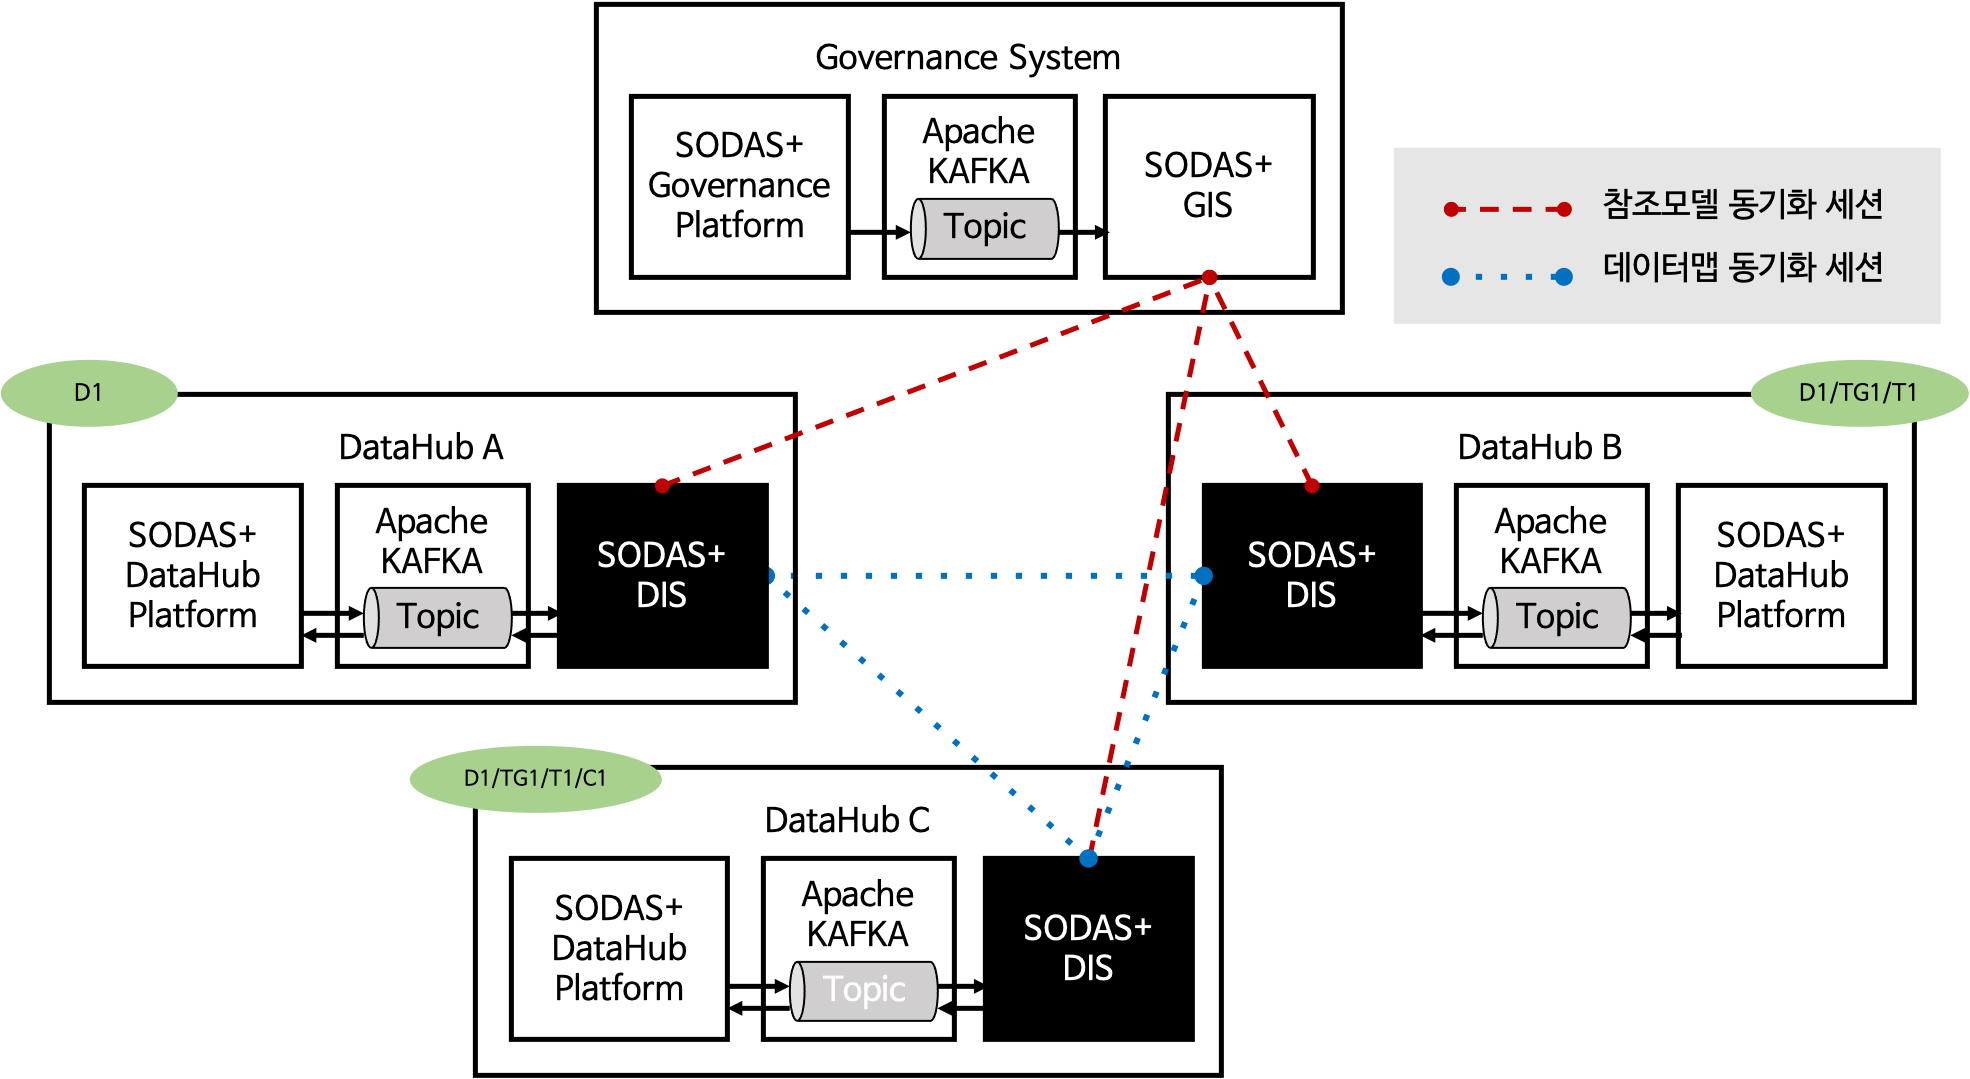 Governance System
SODAS+
Governance
Platform
Apache
KAFKA
Topic
SODAS+
GIS
참조모델 동기화 세션
데이터맵 동기화 세션
D1
DataHub A
SODAS+
DataHub
Platform
Apache
KAFKA
Topic
SODAS+
DIS
D1/TG1/T1
DataHub B
SODAS+
DIS
Apache
KAFKA
Topic
SODAS+
DataHub
Platform
D1/TG1/T1/C1
DataHub C
SODAS+
DataHub
Platform
Apache
KAFKA
Topic
SODAS+
DIS